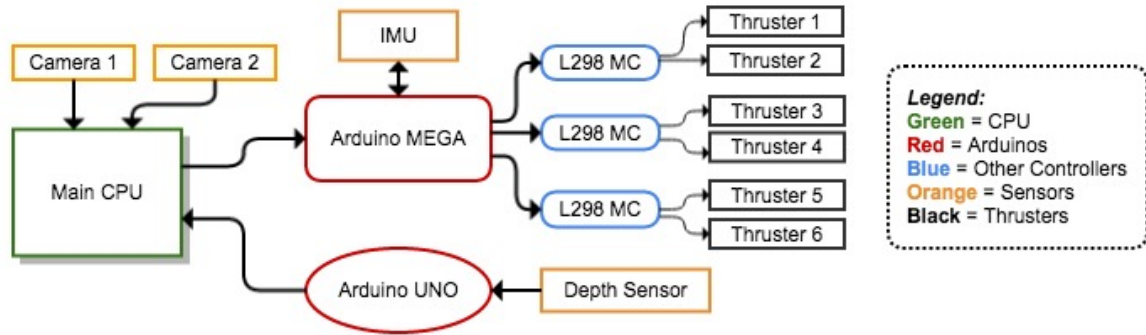 Camera 1
Camera 2
IMU
Main CPU
Arduino MEGA
L298 MC
L298 MC
L298 MC
Thruster 1
Thruster 2
Thruster 3
Thruster 4
Thruster 5
Thruster 6
Arduino UNO
Depth Sensor
Legend:
Green = CPU
Red = Arduinos
Blue = Other Controllers
Orange = Sensors
Black = Thrusters